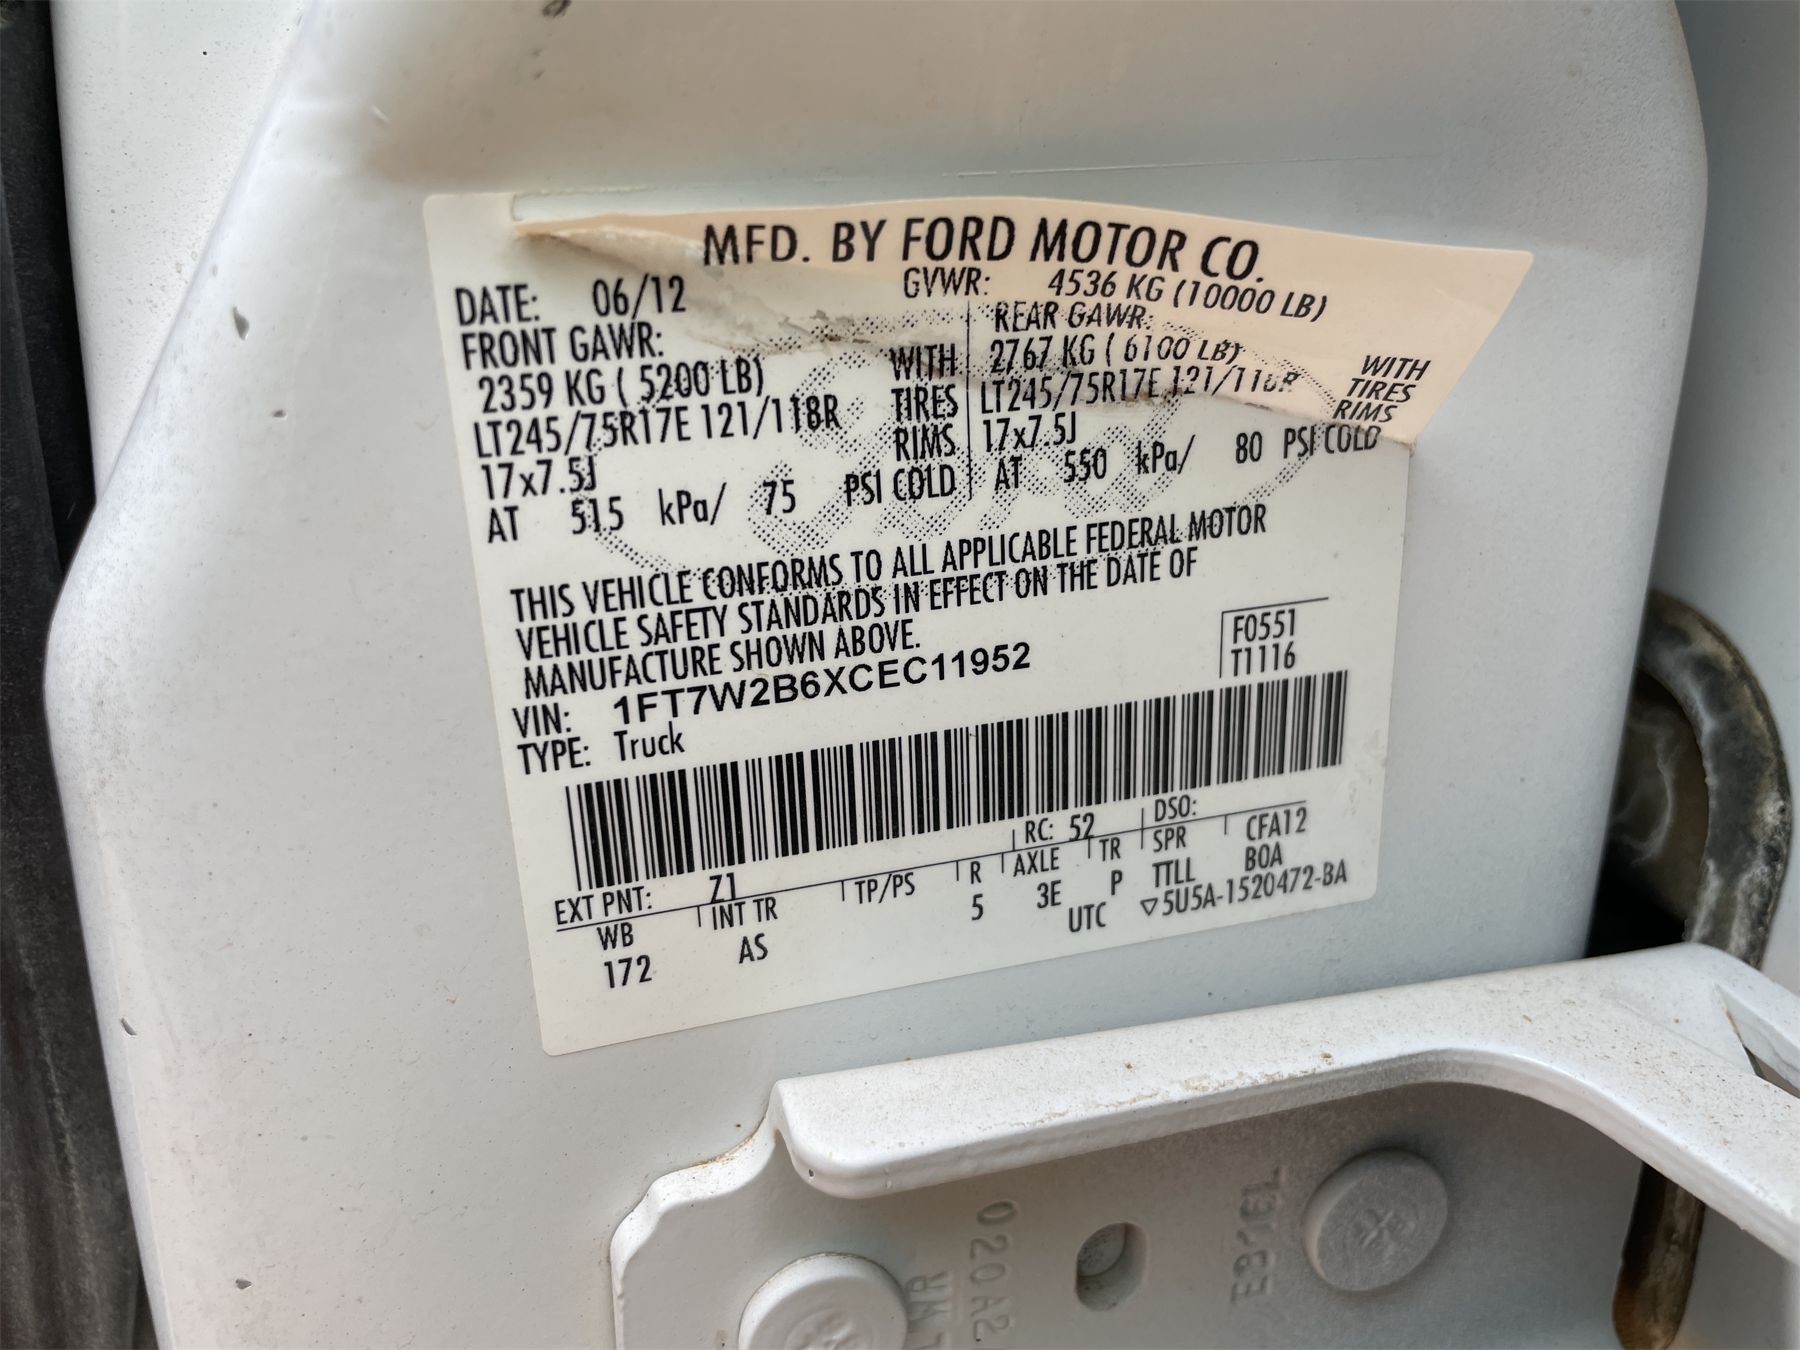 MFD. BY FORD MOTOR CO.
DATE: 06/12 GVWR: 4536 KG (10000 LB)
FRONT GAWR: REAR GAWR:
2359 KG ( 5200 LB) WITH 2767 KG ( 6100 LB) WITH
LT245/75R17E 121/118R TIRES LT245/75R17E 121/118R TIRES
17x7.5J RIMS 17x7.5J RIMS
AT 515 kPa/ 75 PSI COLD AT 550 kPa/ 80 PSI COLD
THIS VEHICLE CONFORMS TO ALL APPLICABLE FEDERAL MOTOR
VEHICLE SAFETY STANDARDS IN EFFECT ON THE DATE OF
MANUFACTURE SHOWN ABOVE.
VIN: 1FT7W2B6XCEC11952
TYPE: Truck
F0551
T1116
EXT PNT: Z1 RC: 52 DSO:
WB INT TR TP/PS R AXLE TR SPR CFA12
172 AS 5 3E P TTLL BOA
UTC ▽5U5A-1520472-BA